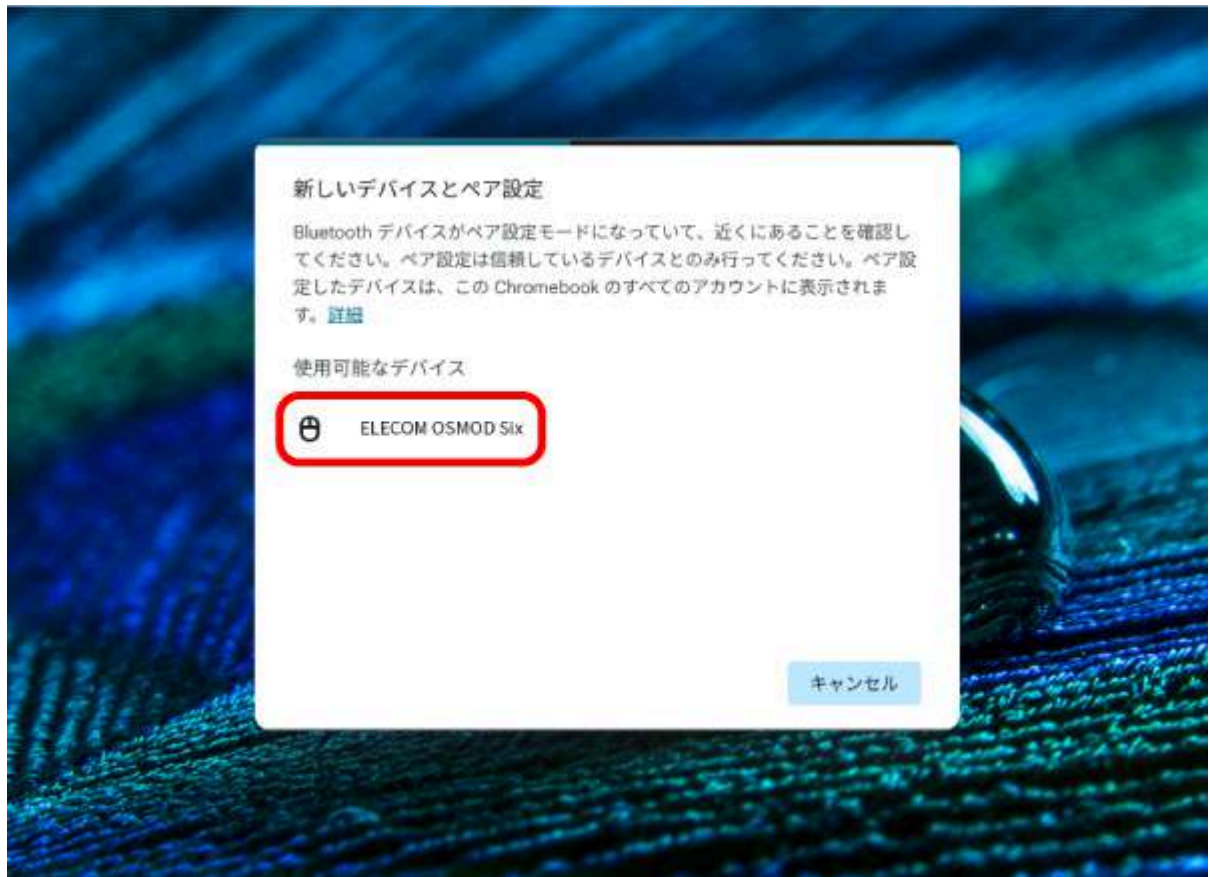 新しいデバイスとペア設定
Bluetooth デバイスがペア設定モードになっていて、近くにあることを確認し
てください。ペア設定は信頼しているデバイスとのみ行ってください。ペア設
定したデバイスは、この Chromebook のすべてのアカウントに表示されま
す。詳細
使用可能なデバイス
ELECOM OSMOD Six
キャンセル